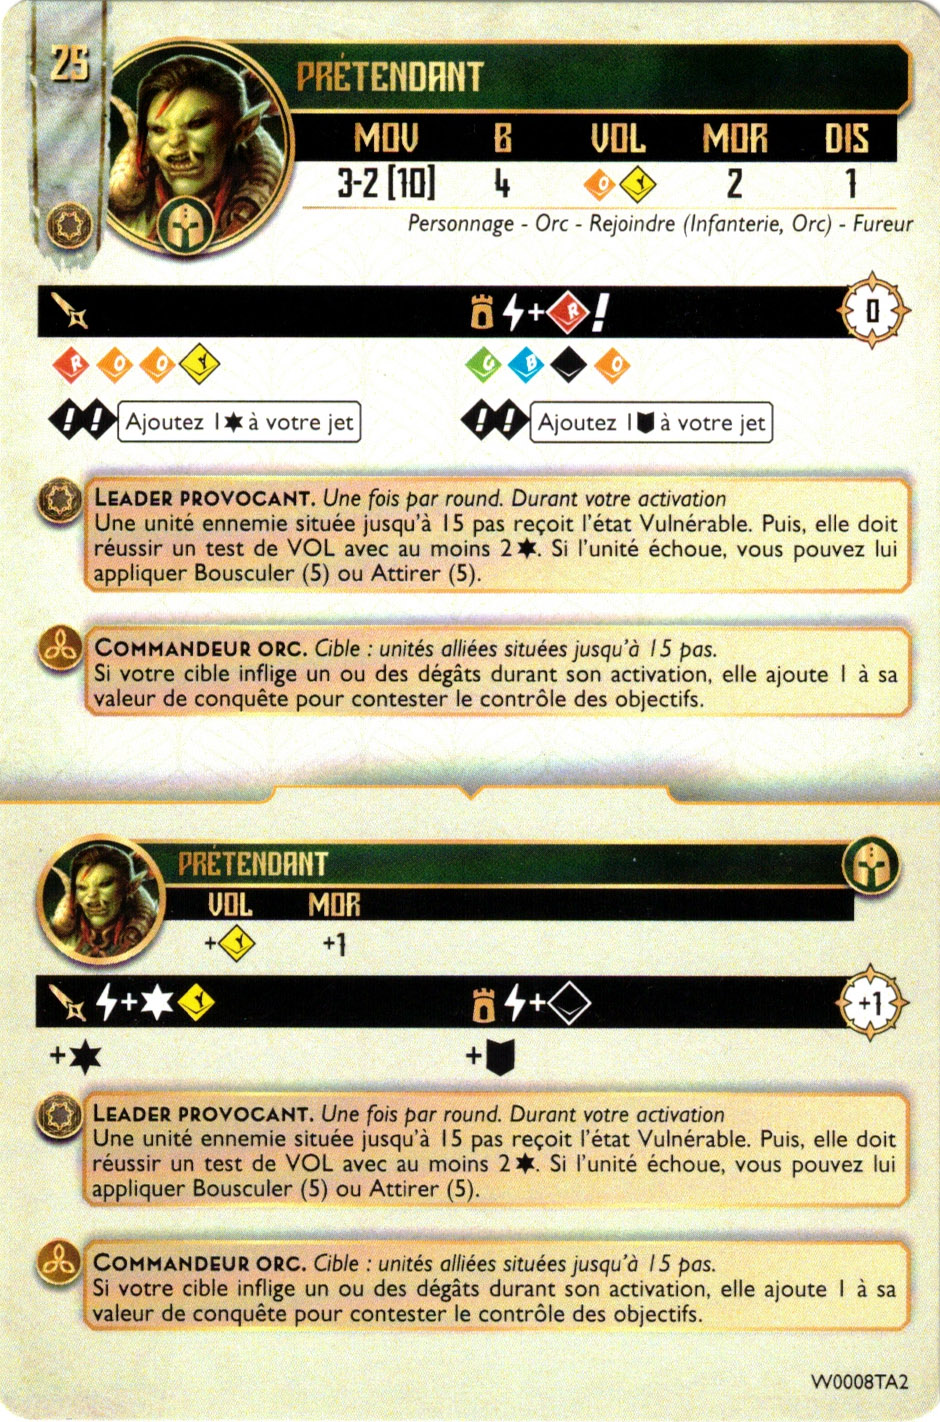 25
PRÉTENDANT
MOV B VOL MOR DIS
3-2 [10] 4 O Y 2 1
Personnage - Orc - Rejoindre (Infanterie, Orc) - Fureur
+ R ! 0
R O O Y G B O
!! Ajoutez 1 à votre jet !! Ajoutez 1 à votre jet
LEADER PROVOCANT. Une fois par round. Durant votre activation
Une unité ennemie située jusqu'à 15 pas reçoit l'état Vulnérable. Puis, elle doit
réussir un test de VOL avec au moins 2. Si l'unité échoue, vous pouvez lui
appliquer Bousculer (5) ou Attirer (5).
COMMANDEUR ORC. Cible : unités alliées situées jusqu'à 15 pas.
Si votre cible inflige un ou des dégâts durant son activation, elle ajoute 1 à sa
valeur de conquête pour contester le contrôle des objectifs.
PRÉTENDANT
VOL MOR
+ Y +1
+ Y + +1
+ +
LEADER PROVOCANT. Une fois par round. Durant votre activation
Une unité ennemie située jusqu'à 15 pas reçoit l'état Vulnérable. Puis, elle doit
réussir un test de VOL avec au moins 2. Si l'unité échoue, vous pouvez lui
appliquer Bousculer (5) ou Attirer (5).
COMMANDEUR ORC. Cible : unités alliées situées jusqu'à 15 pas.
Si votre cible inflige un ou des dégâts durant son activation, elle ajoute 1 à sa
valeur de conquête pour contester le contrôle des objectifs.
W0008TA2